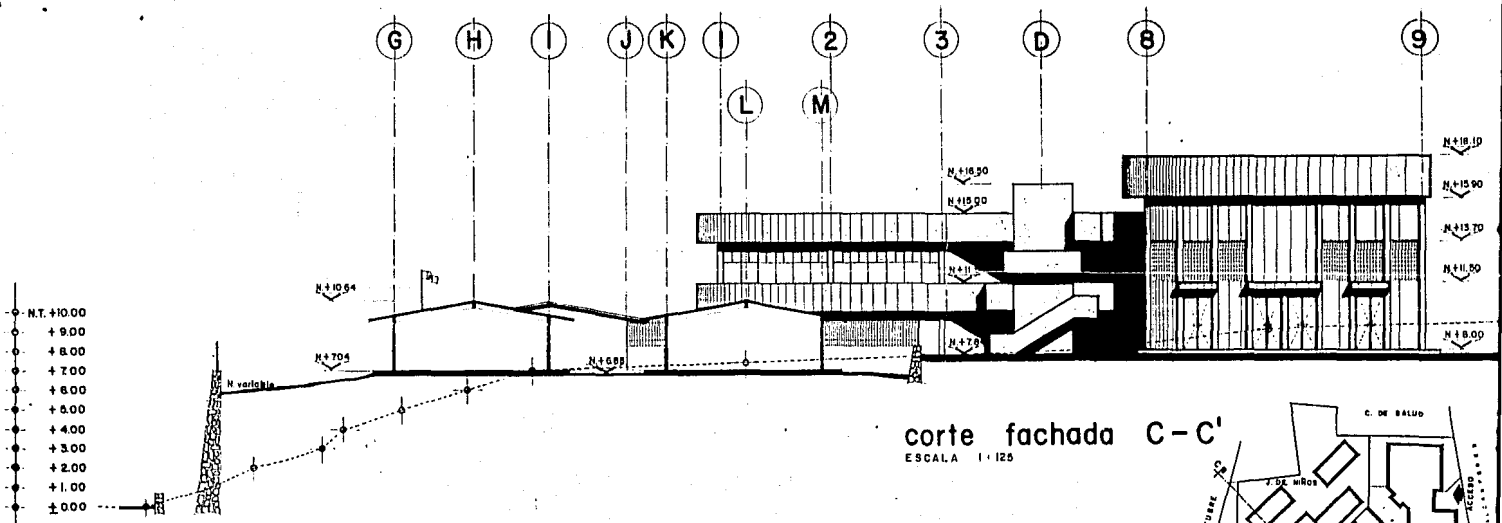 G H I J K 1 2 3 D 8 9
L M
N+18.10
N+16.50
N+15.90
N+15.00
N+13.70
N+11.50
N+11
N+10.64
N.T. +10.00
+9.00
+8.00
+7.00
+6.00
+5.00
+4.00
+3.00
+2.00
+1.00
±0.00
N variable
N+7.04
N+6.88
N+8.00
corte fachada C-C'
ESCALA 1:125
C. DE SALUD
J. DE NIÑOS
ACCESO